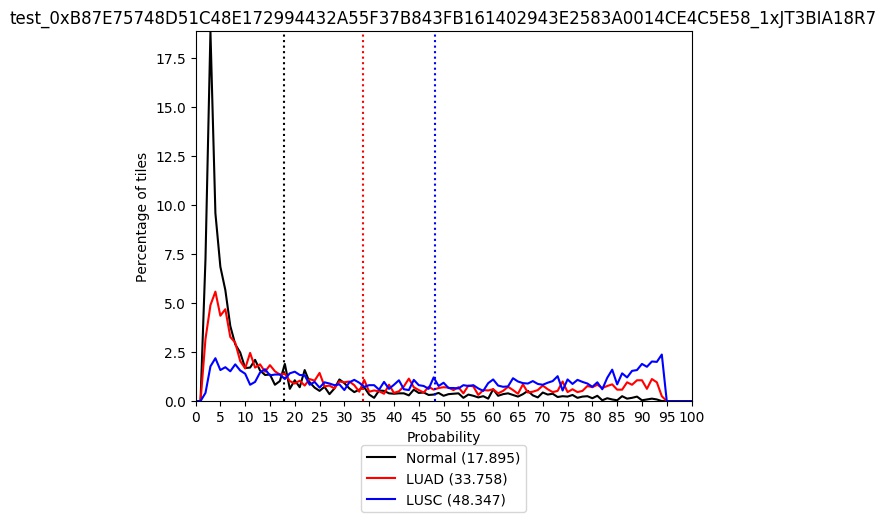 test_0xB87E75748D51C48E172994432A55F37B843FB161402943E2583A0014CE4C5E58_1xJT3BIA18R7
17.5
15.0
12.5
10.0
7.5
5.0
2.5
0.0
Percentage of tiles
0 5 10 15 20 25 30 35 40 45 50 55 60 65 70 75 80 85 90 95 100
Probability
Normal (17.895)
LUAD (33.758)
LUSC (48.347)